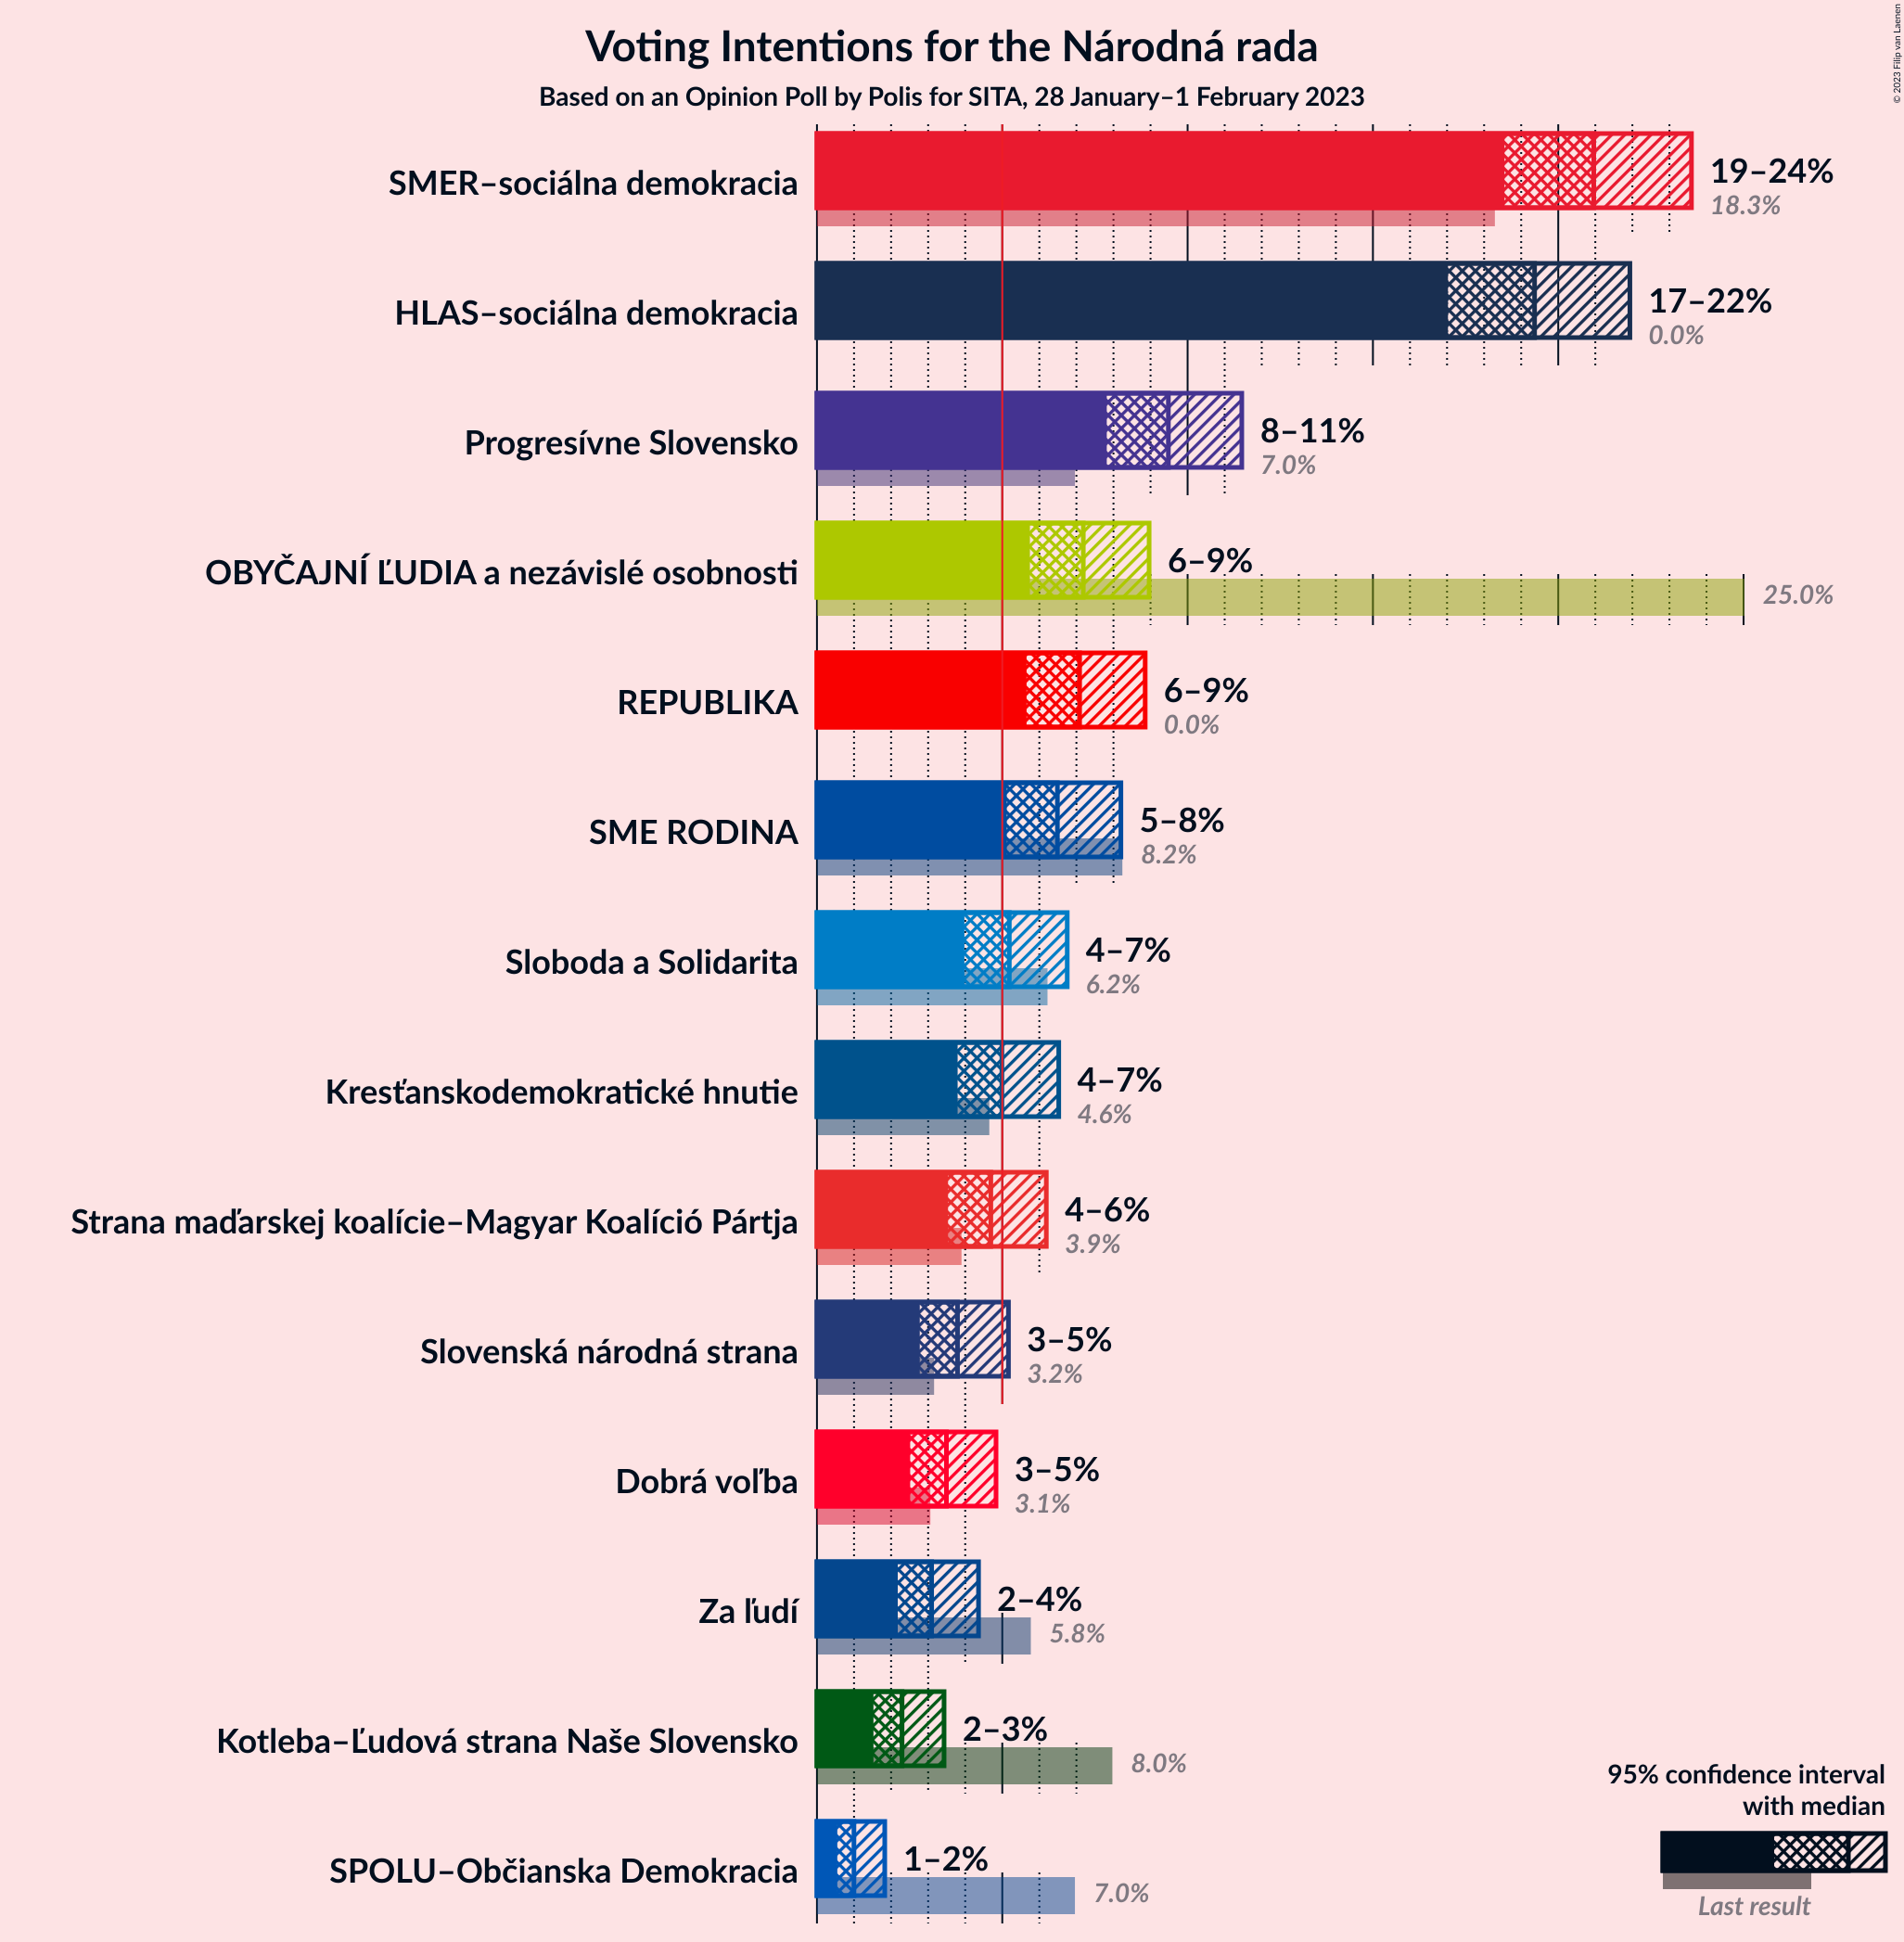 Voting Intentions for the Národná rada
Based on an Opinion Poll by Polis for SITA, 28 January–1 February 2023
© 2023 Filip van Laenen
SMER–sociálna demokracia
19–24%
18.3%
HLAS–sociálna demokracia
17–22%
0.0%
Progresívne Slovensko
8–11%
7.0%
OBYČAJNÍ ĽUDIA a nezávislé osobnosti
6–9%
25.0%
REPUBLIKA
6–9%
0.0%
SME RODINA
5–8%
8.2%
Sloboda a Solidarita
4–7%
6.2%
Kresťanskodemokratické hnutie
4–7%
4.6%
Strana maďarskej koalície–Magyar Koalíció Pártja
4–6%
3.9%
Slovenská národná strana
3–5%
3.2%
Dobrá voľba
3–5%
3.1%
Za ľudí
2–4%
5.8%
Kotleba–Ľudová strana Naše Slovensko
2–3%
8.0%
SPOLU–Občianska Demokracia
1–2%
7.0%
95% confidence interval
with median
Last result